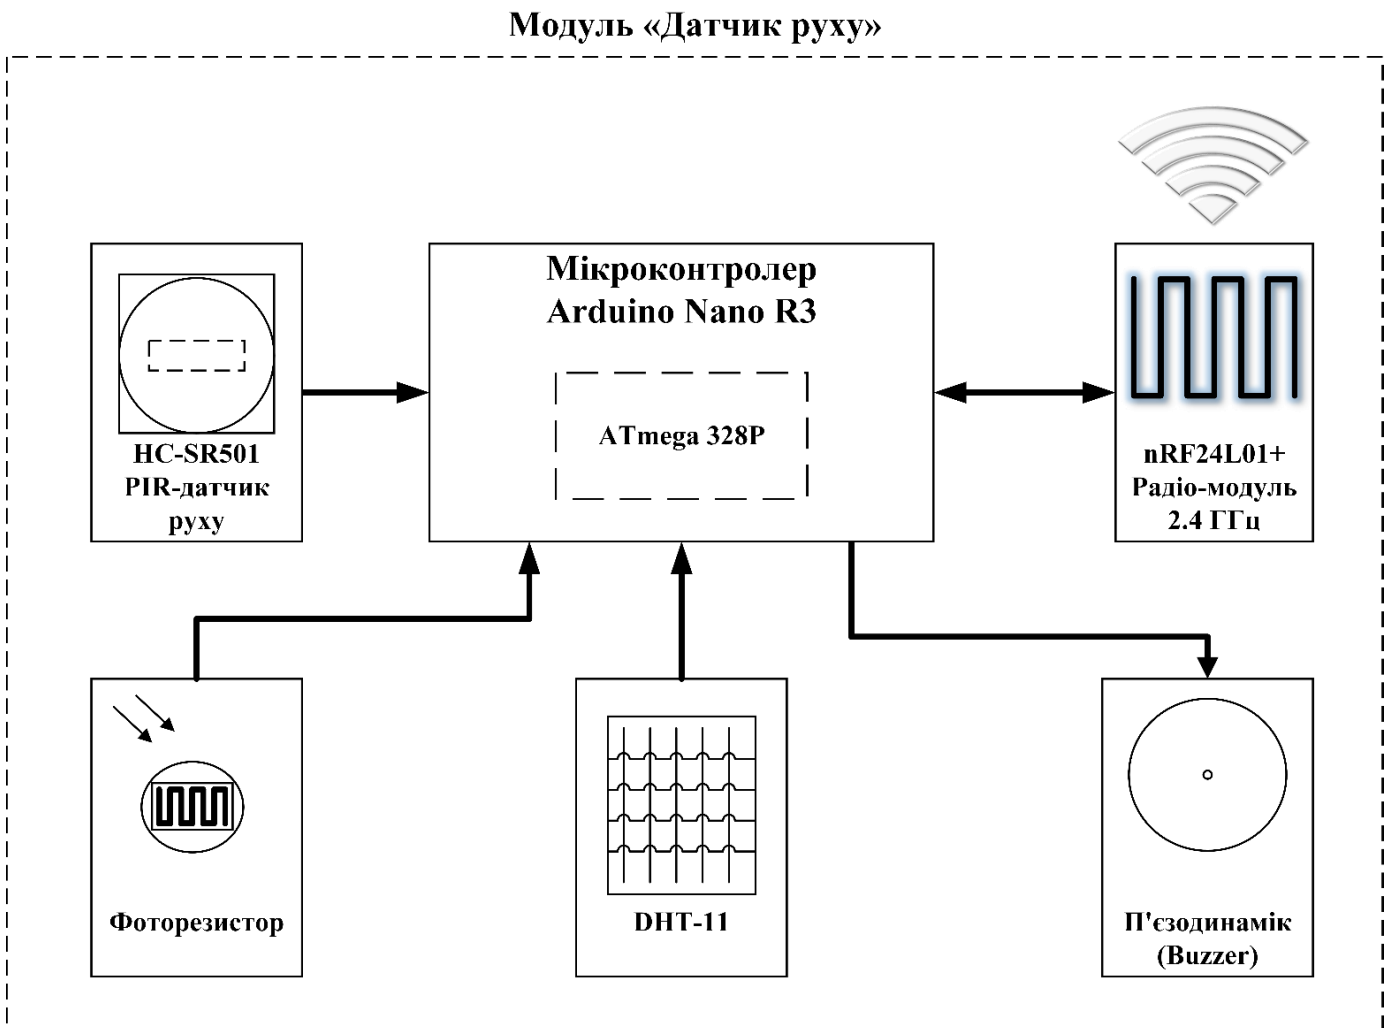 Модуль «Датчик руху»
Мікроконтролер
Arduino Nano R3
ATmega 328P
HC-SR501
PIR-датчик
руху
nRF24L01+
Радіо-модуль
2.4 ГГц
Фоторезистор
DHT-11
П'єзодинамік
(Buzzer)